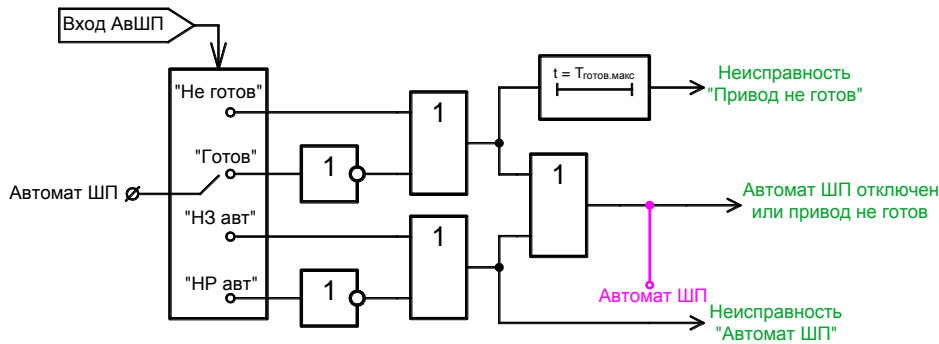 Вход АвШП
"Не готов"
"Готов"
Автомат ШП
"НЗ авт"
"НР авт"
1
1
1
1
1
t = Tготов.макс
Неисправность
"Привод не готов"
Автомат ШП отключен
или привод не готов
Автомат ШП
Неисправность
"Автомат ШП"